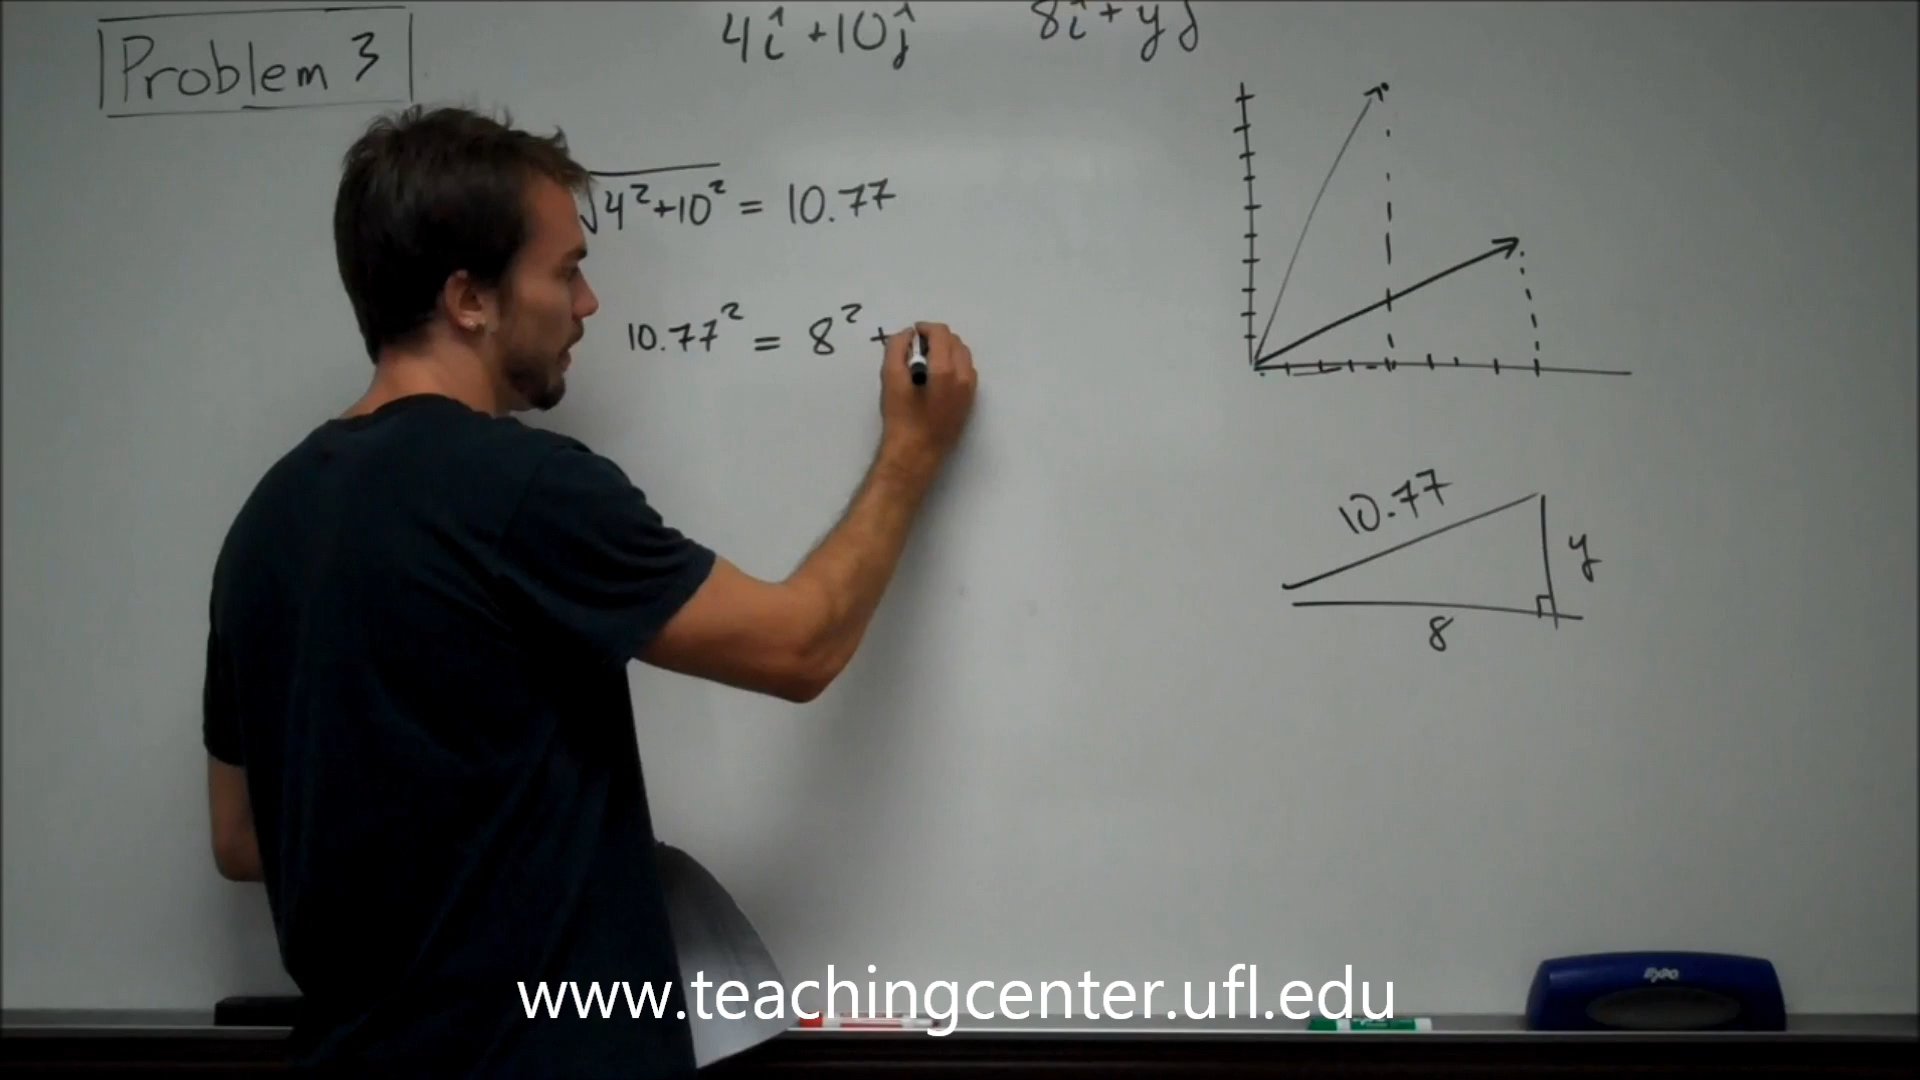 Problem 3
4î + 10ĵ
8î + yĵ
√4² + 10² = 10.77
10.77² = 8² +
10.77
y
8
EXPO
www.teachingcenter.ufl.edu